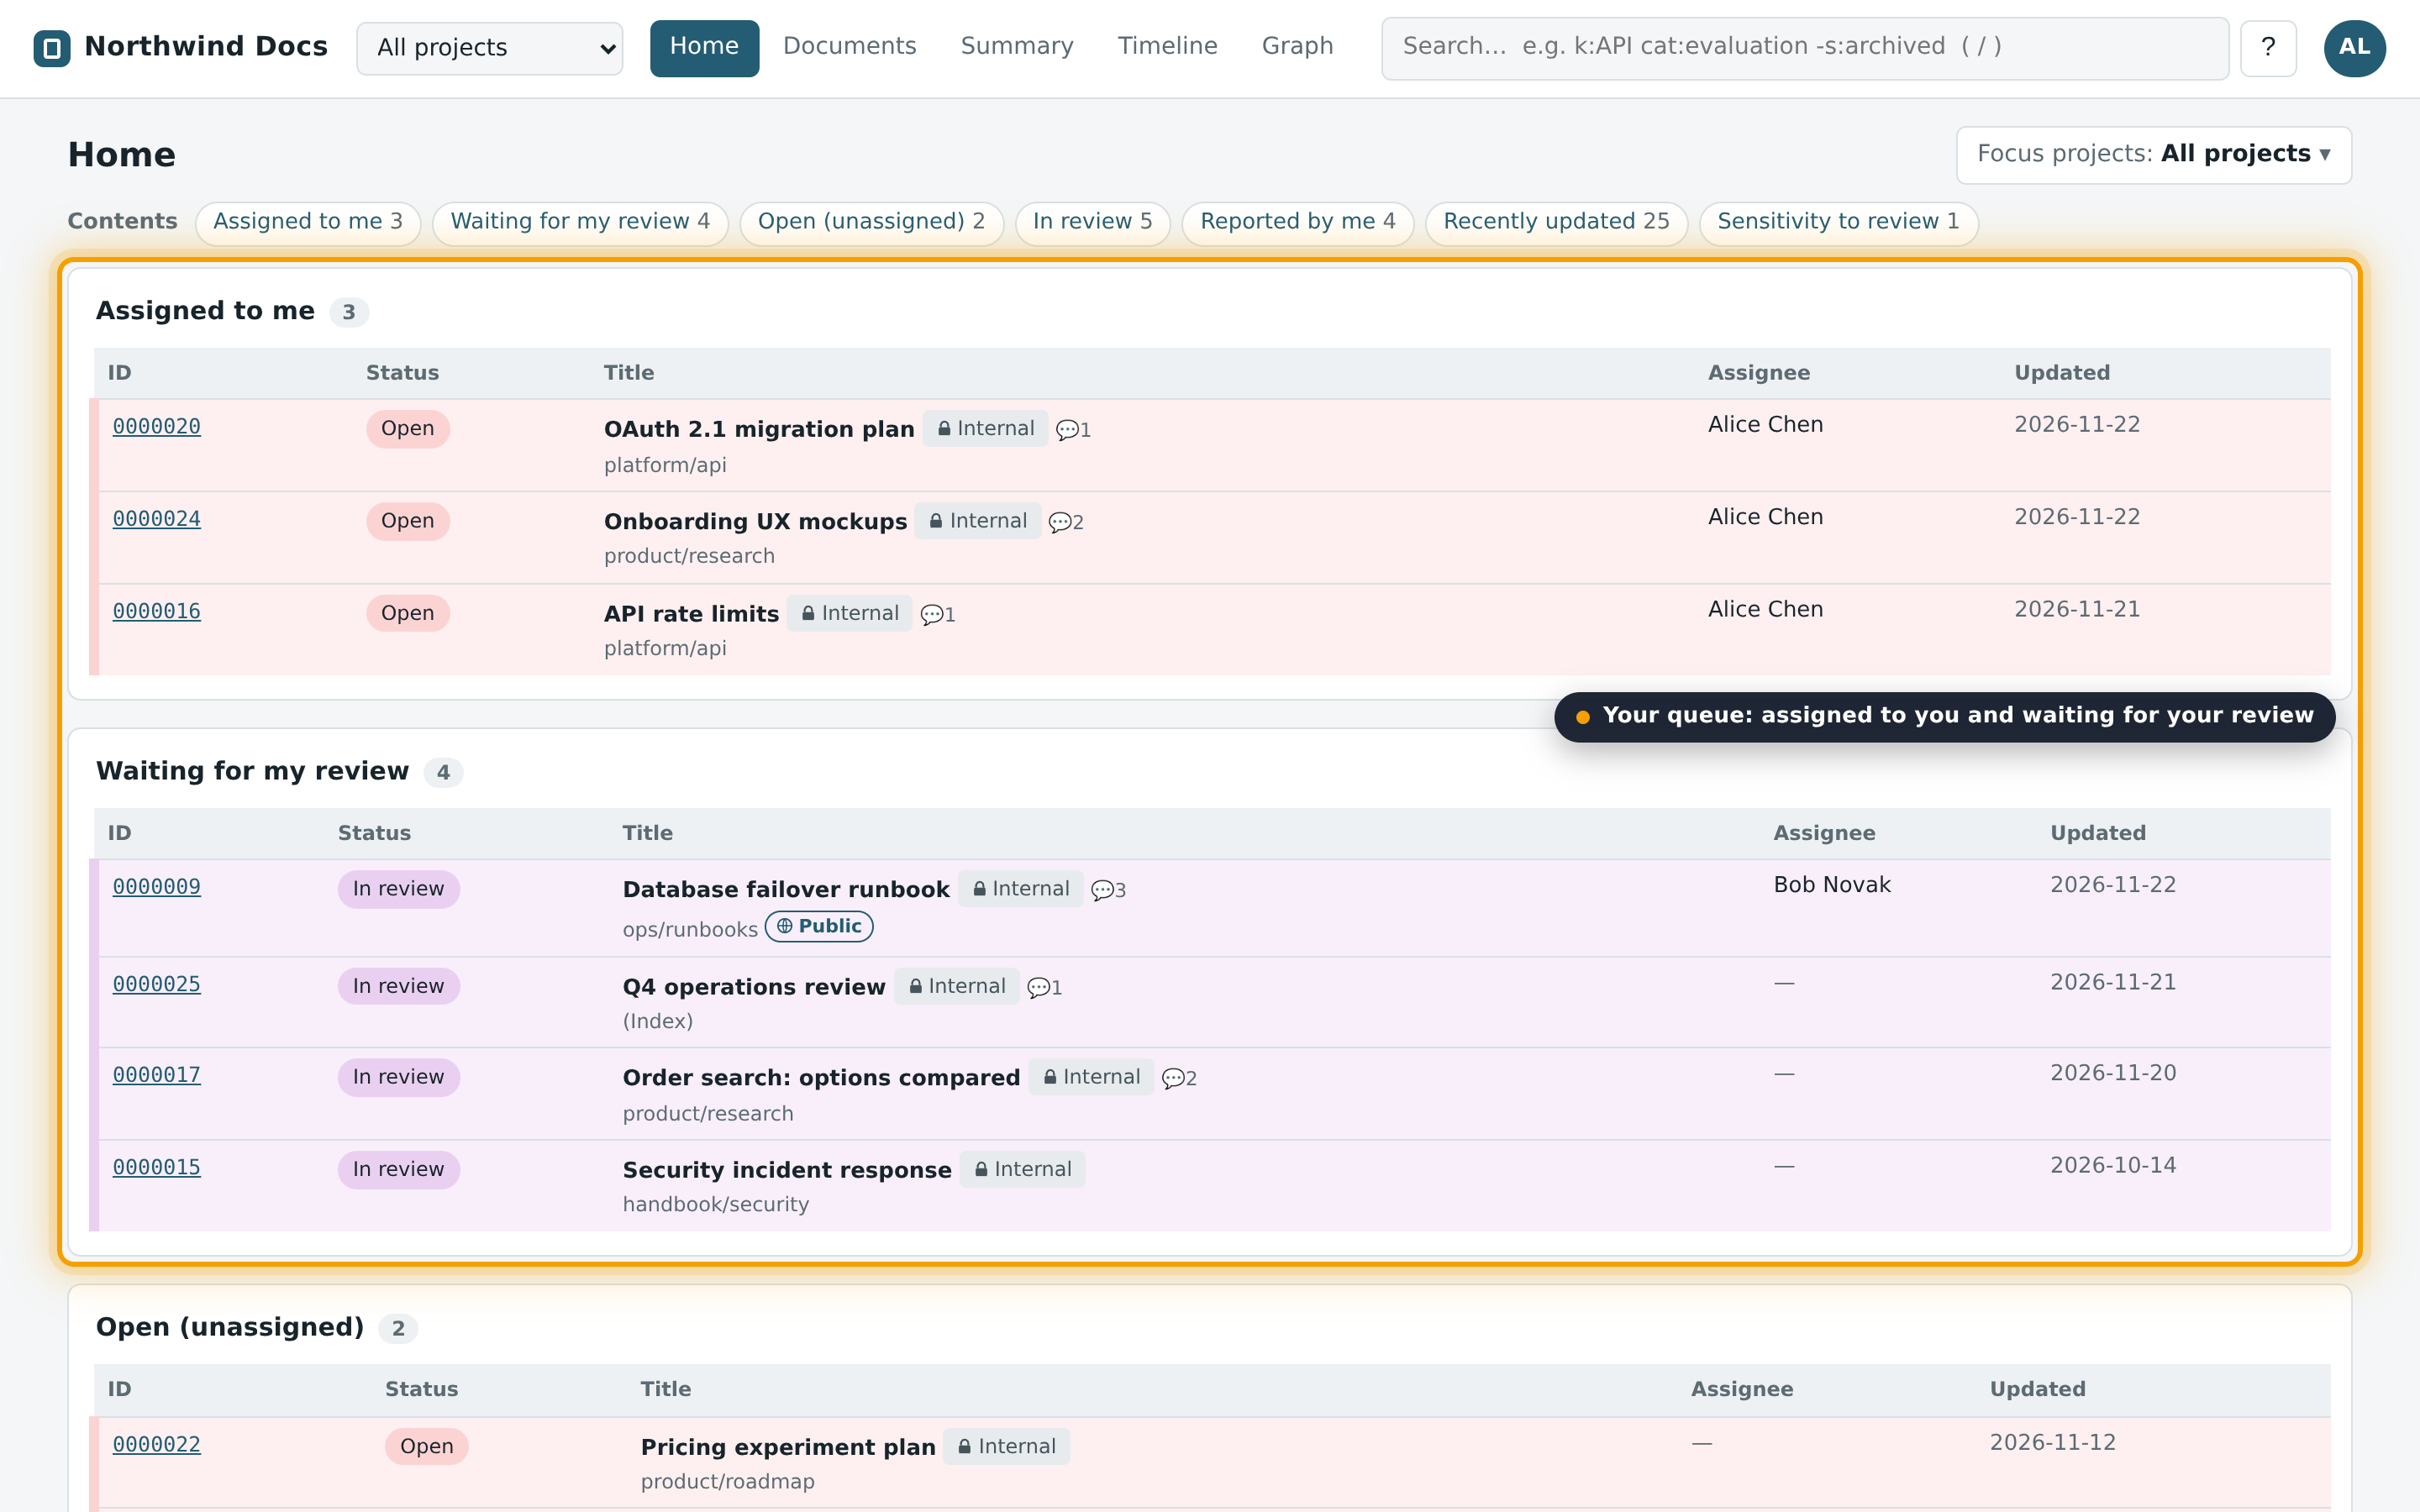 Northwind Docs All projects Home Documents Summary Timeline Graph Search… e.g. k:API cat:evaluation -s:archived ( / ) ? AL
Home Focus projects: All projects ▾
Contents Assigned to me 3 Waiting for my review 4 Open (unassigned) 2 In review 5 Reported by me 4 Recently updated 25 Sensitivity to review 1
Assigned to me 3
ID Status Title Assignee Updated
0000020 Open OAuth 2.1 migration plan Internal 1 Alice Chen 2026-11-22
platform/api
0000024 Open Onboarding UX mockups Internal 2 Alice Chen 2026-11-22
product/research
0000016 Open API rate limits Internal 1 Alice Chen 2026-11-21
platform/api
Your queue: assigned to you and waiting for your review
Waiting for my review 4
ID Status Title Assignee Updated
0000009 In review Database failover runbook Internal 3 Bob Novak 2026-11-22
ops/runbooks Public
0000025 In review Q4 operations review Internal 1 — 2026-11-21
(Index)
0000017 In review Order search: options compared Internal 2 — 2026-11-20
product/research
0000015 In review Security incident response Internal — 2026-10-14
handbook/security
Open (unassigned) 2
ID Status Title Assignee Updated
0000022 Open Pricing experiment plan Internal — 2026-11-12
product/roadmap